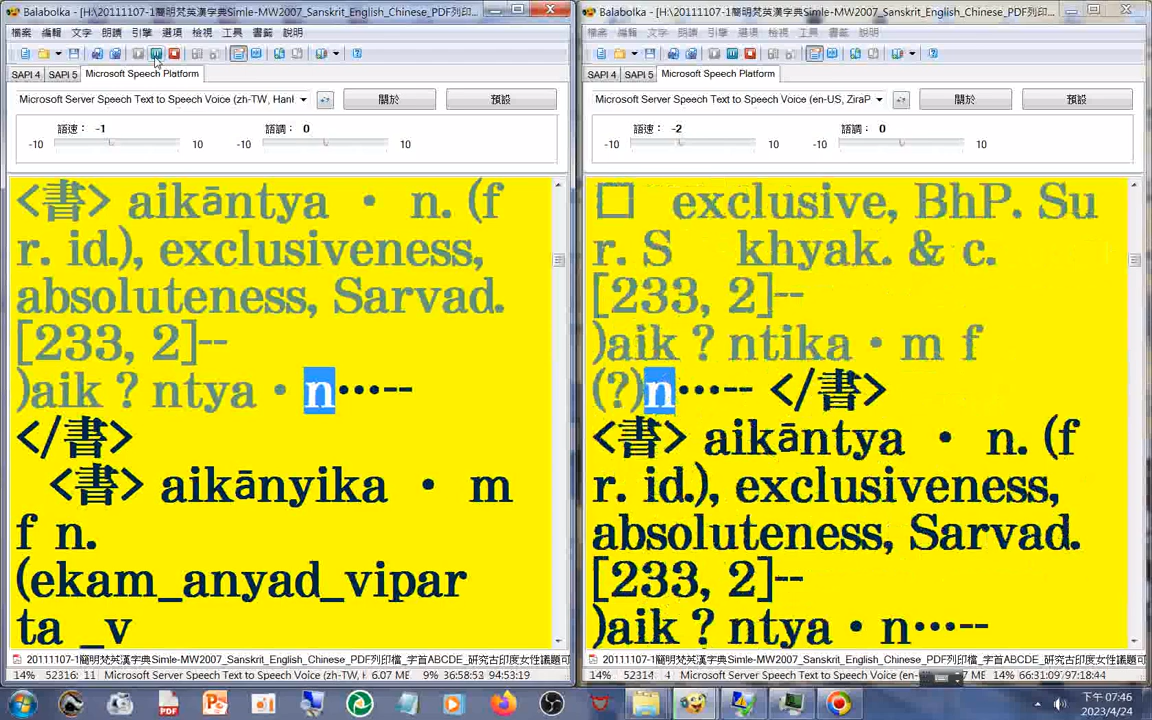 Balabolka - [H:\20111107-1簡明梵英漢字典Simle-MW2007_Sanskrit_English_Chinese_PDF列印...
檔案 編輯 文字 朗讀 引擎 選項 檢視 工具 書籤 說明
SAPI 4 SAPI 5 Microsoft Speech Platform
Microsoft Server Speech Text to Speech Voice (zh-TW, Han 關於 預設
語速： -1 語調： 0
-10 10 -10 10
<書> aikāntya • n. (f
r. id.), exclusiveness,
absoluteness, Sarvad.
[233, 2]--
)aik ? ntya • n…--
</書>
<書> aikānyika • m
f n.
(ekam_anyad_vipar
ta _v
20111107-1簡明梵英漢字典Simle-MW2007_Sanskrit_English_Chinese_PDF列印檔_字首ABCDE_研究古印度女性議題可
14% 52316: 11 Microsoft Server Speech Text to Speech Voice (zh-TW, H 6.07 MB 9% 36:58:53 94:53:19
Balabolka - [H:\20111107-1簡明梵英漢字典Simle-MW2007_Sanskrit_English_Chinese_PDF列印...
檔案 編輯 文字 朗讀 引擎 選項 檢視 工具 書籤 說明
SAPI 4 SAPI 5 Microsoft Speech Platform
Microsoft Server Speech Text to Speech Voice (en-US, ZiraP 關於 預設
語速： -2 語調： 0
-10 10 -10 10
□ exclusive, BhP. Su
r. S khyak. & c.
[233, 2]--
)aik ? ntika • m f
(?)n…-- </書>
<書> aikāntya • n. (f
r. id.), exclusiveness,
absoluteness, Sarvad.
[233, 2]--
)aik ? ntya • n…--
20111107-1簡明梵英漢字典Simle-MW2007_Sanskrit_English_Chinese_PDF列印檔_字首ABCDE_研究古印度女性議題可
14% 52314 4 Microsoft Server Speech Text to Speech Voice 14% 66:31:09 97:18:44
下午 07:46
2023/4/24